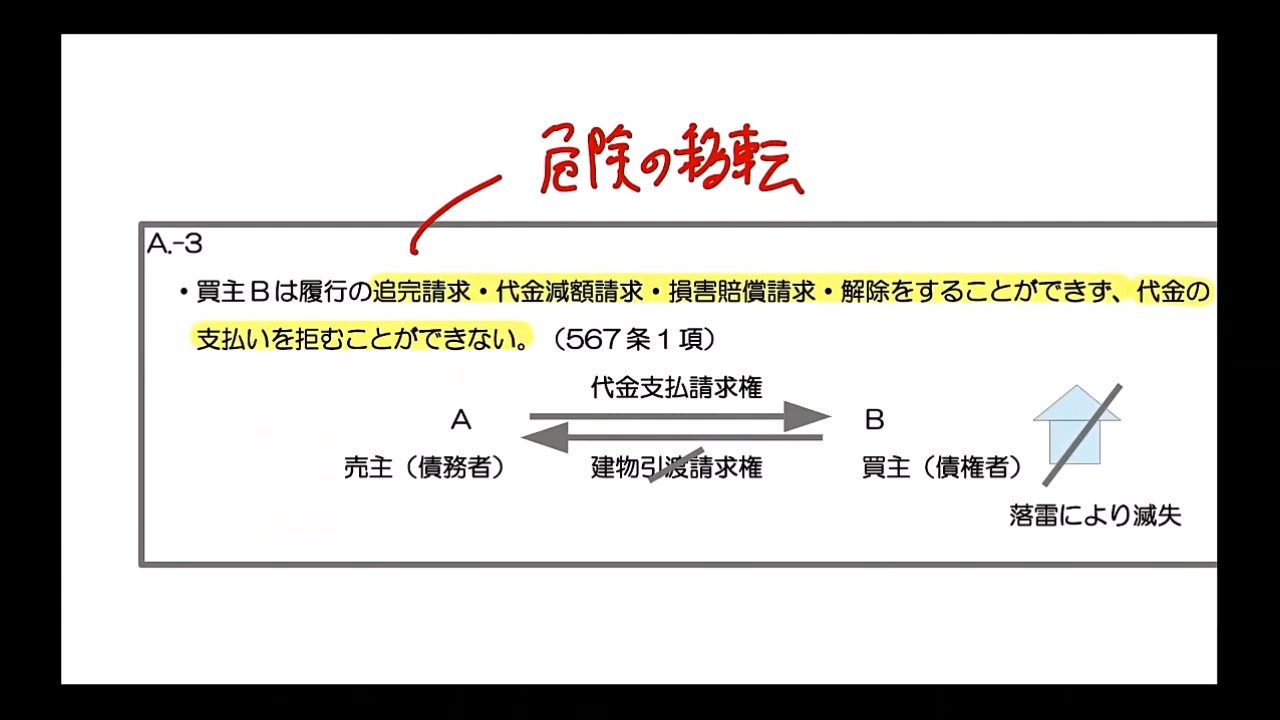 危険の移転
A.-3
・買主Bは履行の追完請求・代金減額請求・損害賠償請求・解除をすることができず、代金の
支払いを拒むことができない。（567条1項）
代金支払請求権
A
B
売主（債務者）
建物引渡請求権
買主（債権者）
落雷により滅失